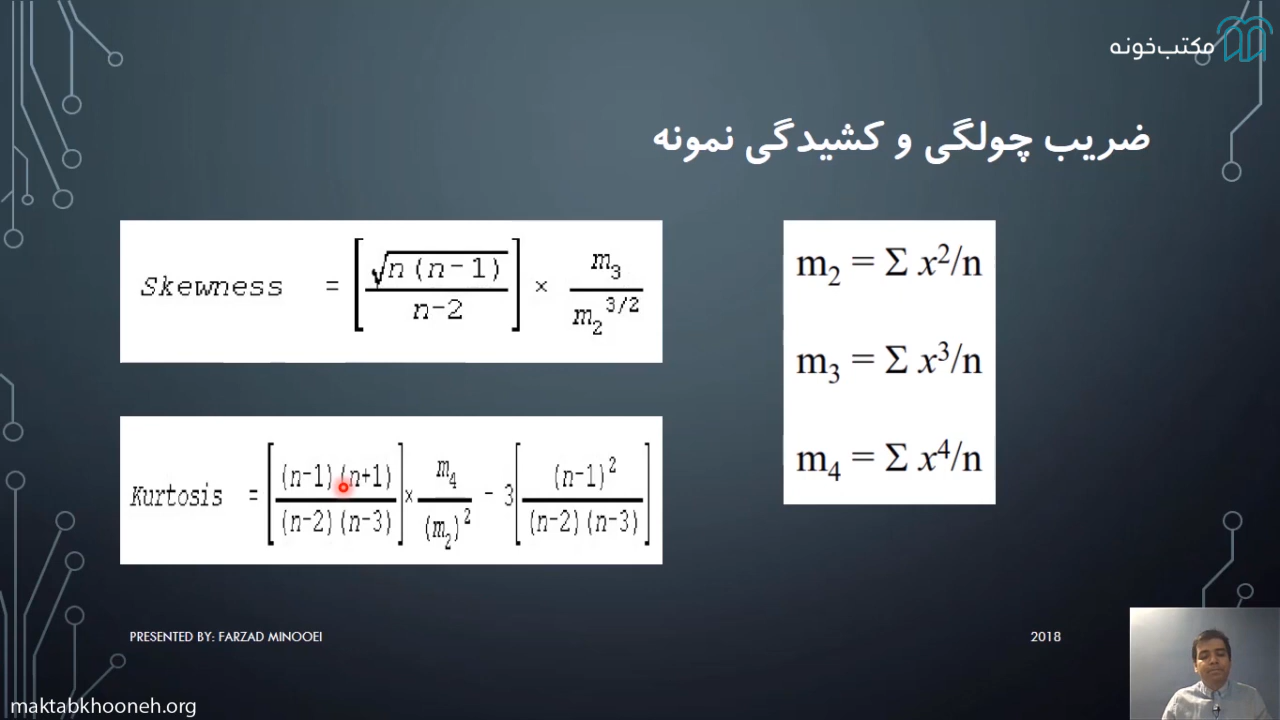 مکتب‌خونه
ضریب چولگی و کشیدگی نمونه
Skewness = [√n(n-1) / n-2] × m₃ / m₂^3/2
m₂ = Σ x²/n
m₃ = Σ x³/n
m₄ = Σ x⁴/n
Kurtosis = [(n-1)(n+1) / (n-2)(n-3)] × m₄ / (m₂)² - 3[(n-1)² / (n-2)(n-3)]
PRESENTED BY: FARZAD MINOOEI
2018
maktabkhooneh.org